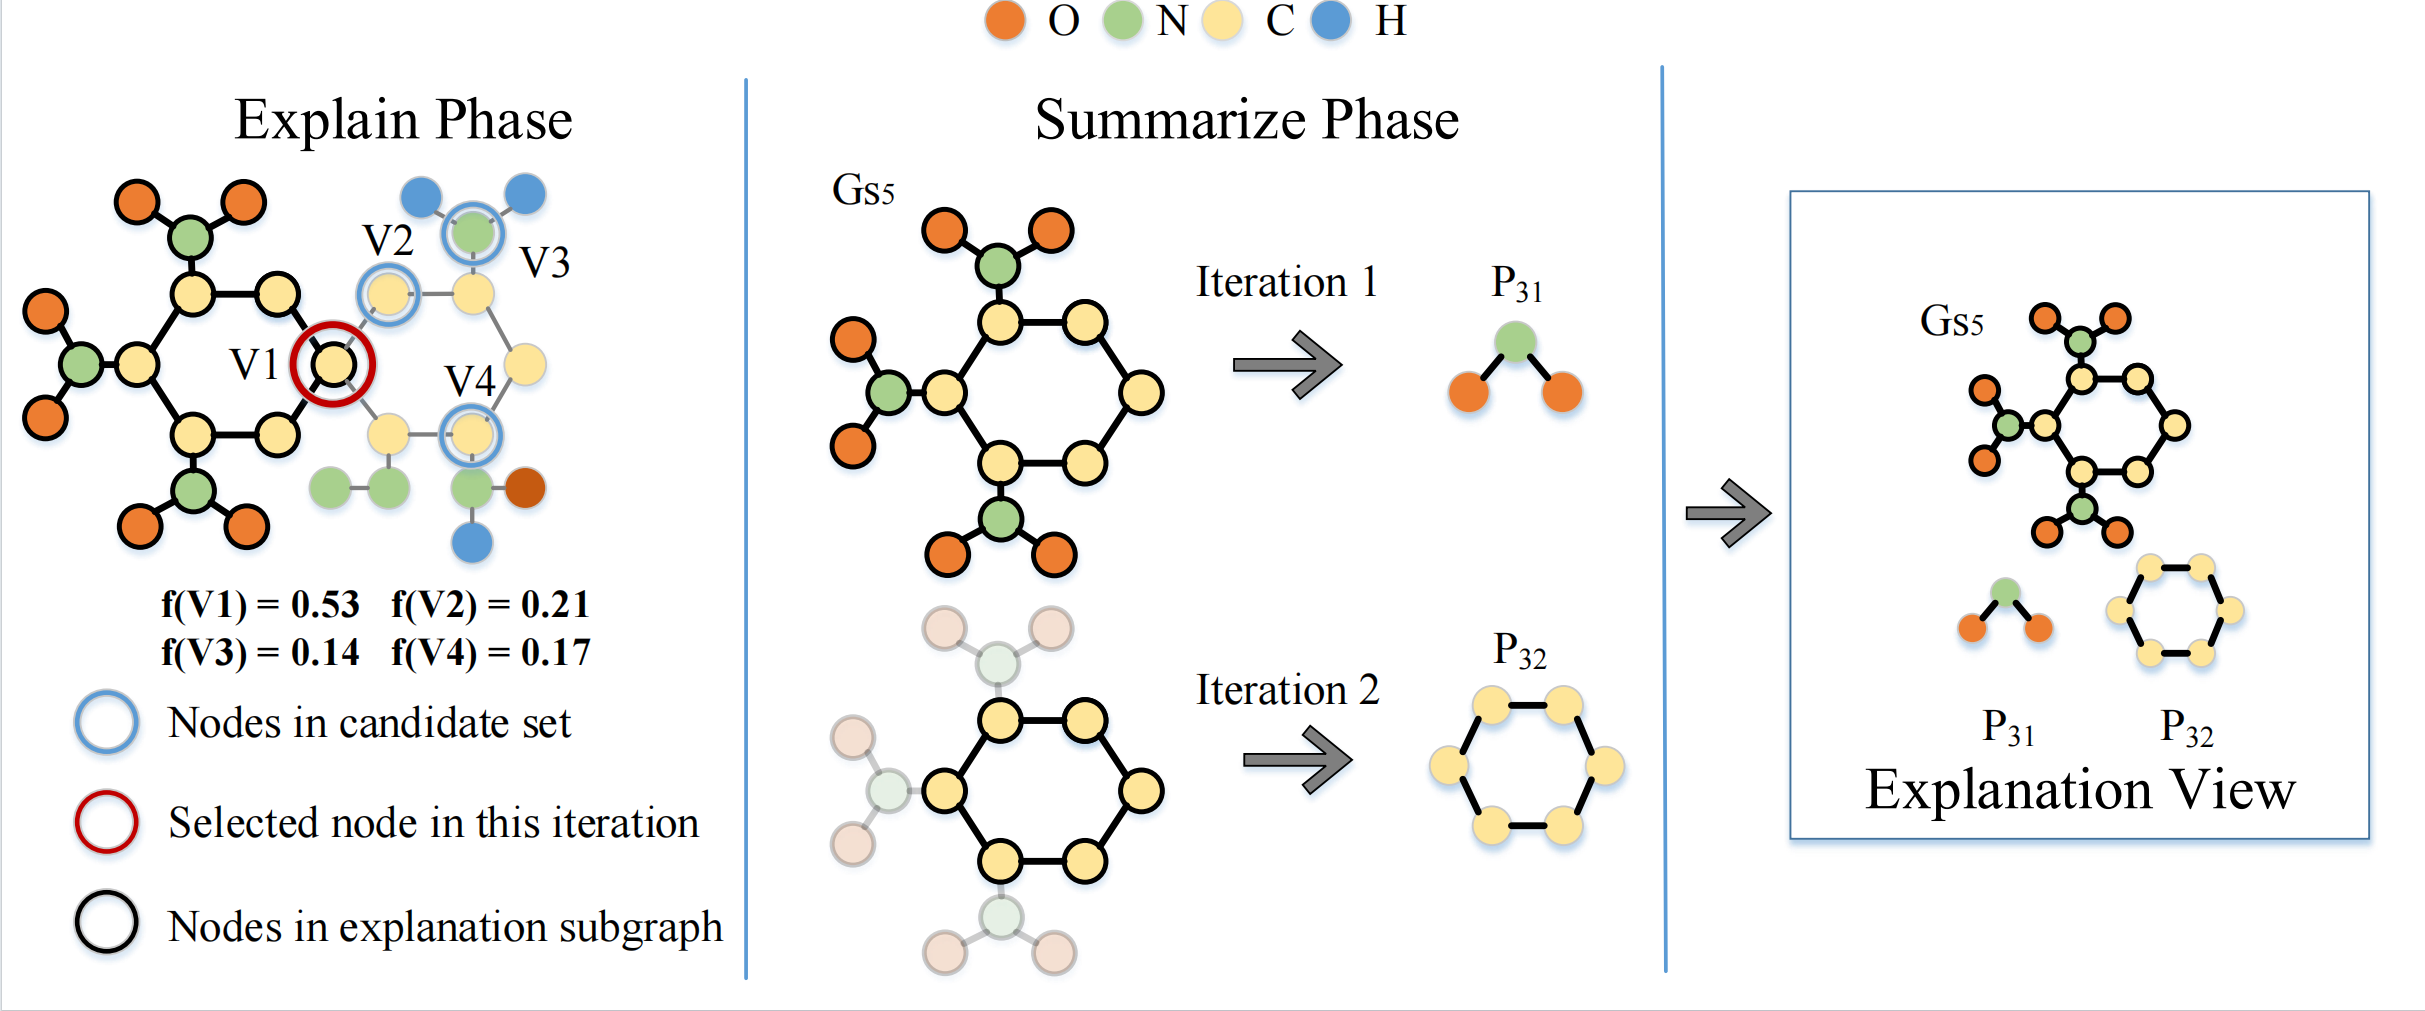 O N C H
Explain Phase
V2
V3
V1
V4
f(V1) = 0.53 f(V2) = 0.21
f(V3) = 0.14 f(V4) = 0.17
Nodes in candidate set
Selected node in this iteration
Nodes in explanation subgraph
Summarize Phase
Gs5
Iteration 1
P31
Iteration 2
P32
Gs5
P31 P32
Explanation View